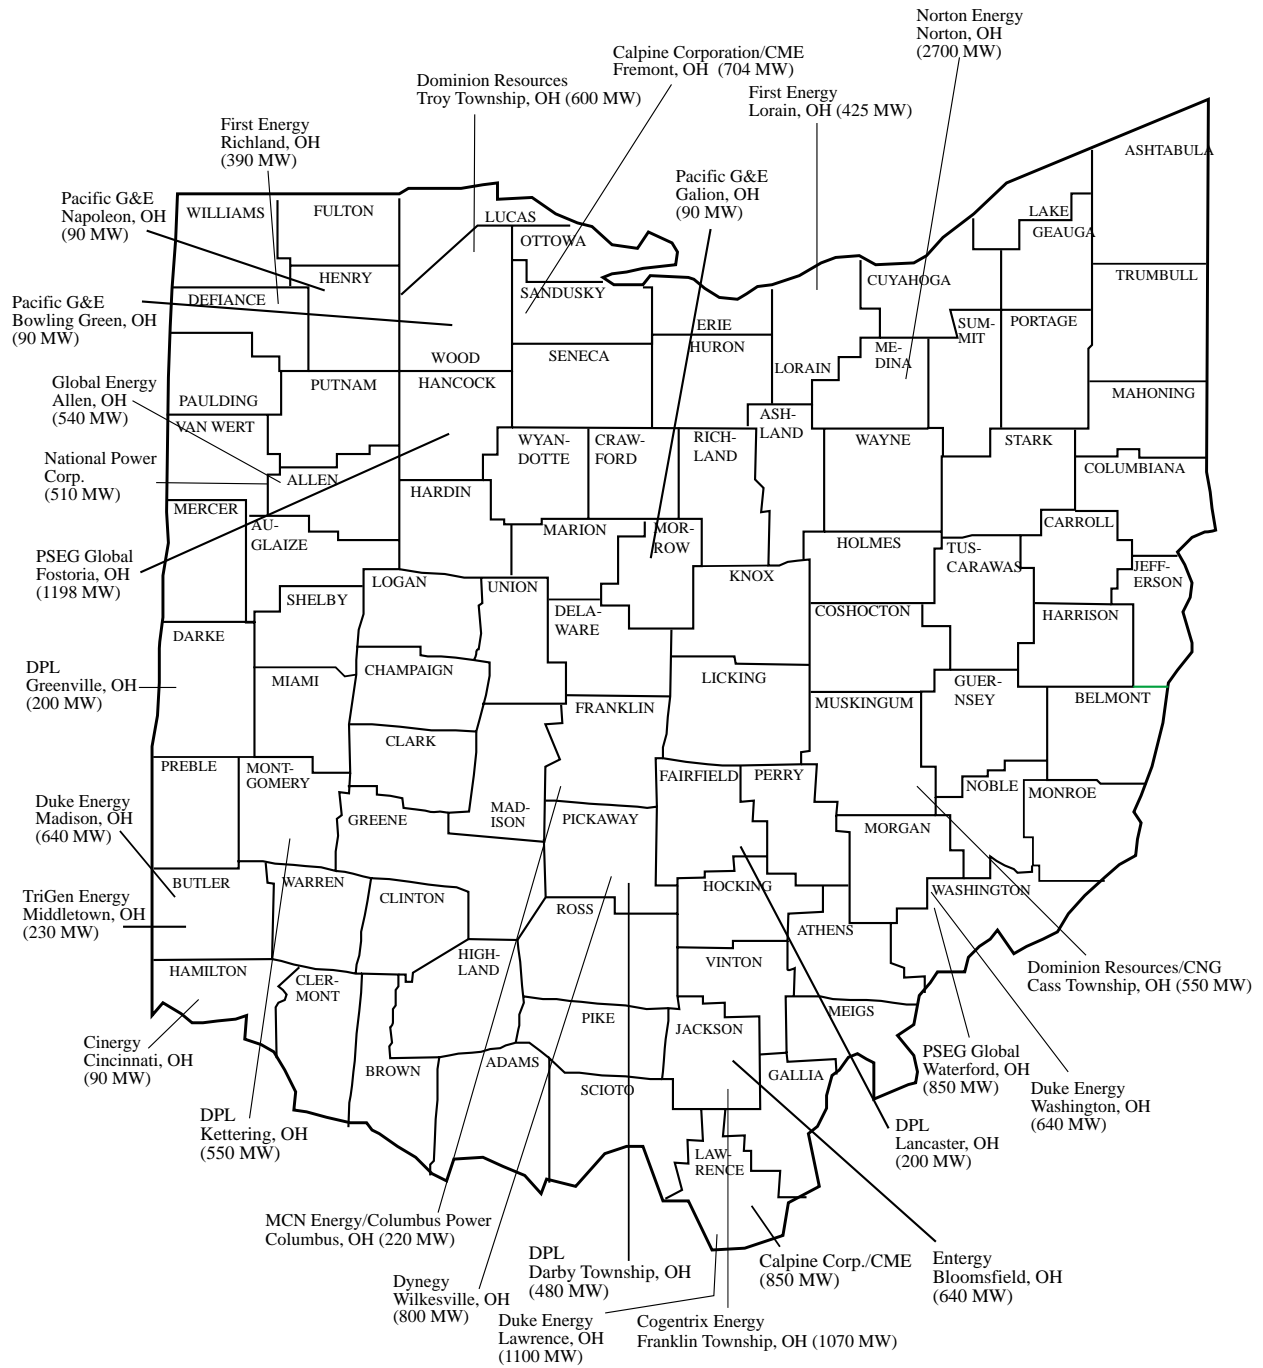 Norton Energy
Norton, OH
(2700 MW)
Calpine Corporation/CME
Fremont, OH (704 MW)
Dominion Resources
Troy Township, OH (600 MW)
First Energy
Lorain, OH (425 MW)
First Energy
Richland, OH
(390 MW)
Pacific G&E
Galion, OH
(90 MW)
Pacific G&E
Napoleon, OH
(90 MW)
Pacific G&E
Bowling Green, OH
(90 MW)
Global Energy
Allen, OH
(540 MW)
National Power
Corp.
(510 MW)
PSEG Global
Fostoria, OH
(1198 MW)
DPL
Greenville, OH
(200 MW)
Duke Energy
Madison, OH
(640 MW)
TriGen Energy
Middletown, OH
(230 MW)
Cinergy
Cincinnati, OH
(90 MW)
DPL
Kettering, OH
(550 MW)
MCN Energy/Columbus Power
Columbus, OH (220 MW)
Dynegy
Wilkesville, OH
(800 MW)
DPL
Darby Township, OH
(480 MW)
Duke Energy
Lawrence, OH
(1100 MW)
Cogentrix Energy
Franklin Township, OH (1070 MW)
Calpine Corp./CME
(850 MW)
Entergy
Bloomsfield, OH
(640 MW)
DPL
Lancaster, OH
(200 MW)
Duke Energy
Washington, OH
(640 MW)
PSEG Global
Waterford, OH
(850 MW)
Dominion Resources/CNG
Cass Township, OH (550 MW)
ASHTABULA
WILLIAMS
FULTON
LUCAS
OTTOWA
LAKE
GEAUGA
HENRY
DEFIANCE
SANDUSKY
CUYAHOGA
TRUMBULL
ERIE
SUM-
MIT
PORTAGE
WOOD
SENECA
HURON
LORAIN
ME-
DINA
PUTNAM
HANCOCK
MAHONING
PAULDING
VAN WERT
ASH-
LAND
WYAN-
DOTTE
CRAW-
FORD
RICH-
LAND
WAYNE
STARK
COLUMBIANA
ALLEN
HARDIN
MERCER
AU-
GLAIZE
MARION
MOR-
ROW
HOLMES
TUS-
CARAWAS
CARROLL
JEFF-
ERSON
LOGAN
UNION
KNOX
SHELBY
DELA-
WARE
COSHOCTON
HARRISON
DARKE
MIAMI
CHAMPAIGN
LICKING
GUER-
NSEY
BELMONT
FRANKLIN
MUSKINGUM
CLARK
PREBLE
MONT-
GOMERY
FAIRFIELD
PERRY
NOBLE
MONROE
MAD-
ISON
GREENE
PICKAWAY
MORGAN
BUTLER
WARREN
CLINTON
HOCKING
WASHINGTON
ROSS
ATHENS
HIGH-
LAND
VINTON
HAMILTON
CLER-
MONT
PIKE
JACKSON
MEIGS
BROWN
ADAMS
SCIOTO
GALLIA
LAW-
RENCE